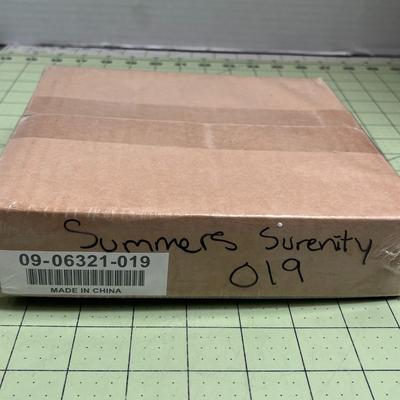 Summers Surenity
019
09-06321-019
MADE IN CHINA